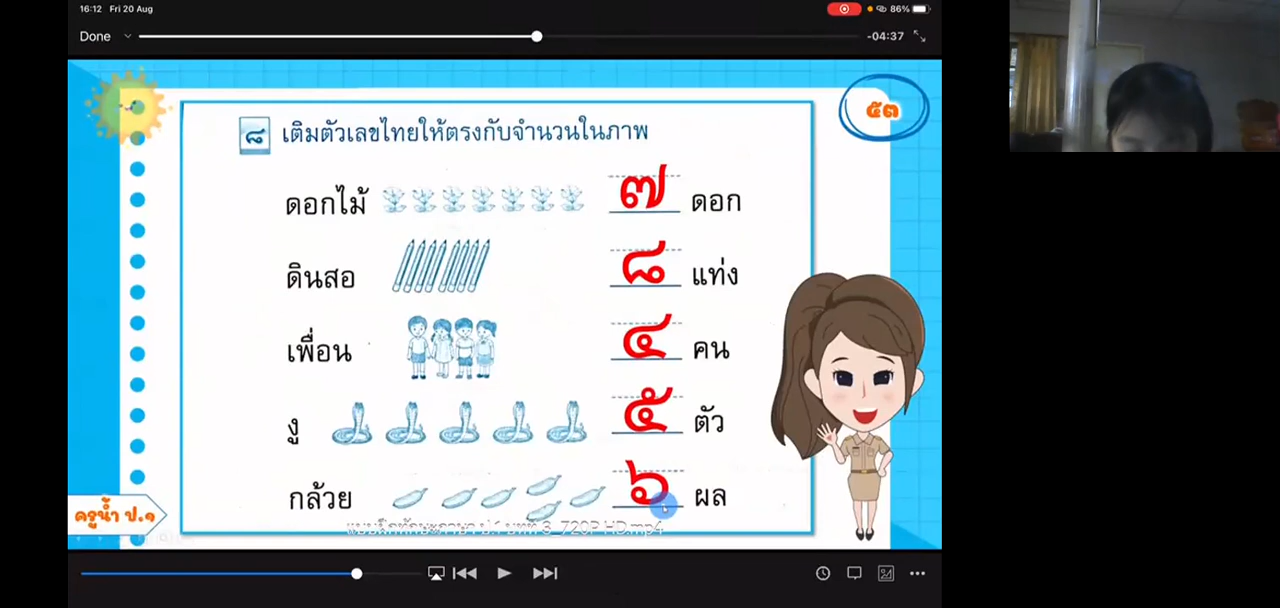 16:12 Fri 20 Aug
86%
Done
-04:37
๕๓
๘ เติมตัวเลขไทยให้ตรงกับจำนวนในภาพ
ดอกไม้ ๗ ดอก
ดินสอ ๘ แท่ง
เพื่อน ๔ คน
งู ๕ ตัว
กล้วย ๖ ผล
ครูน้ำ ป.๑
3_720P HD.mp4